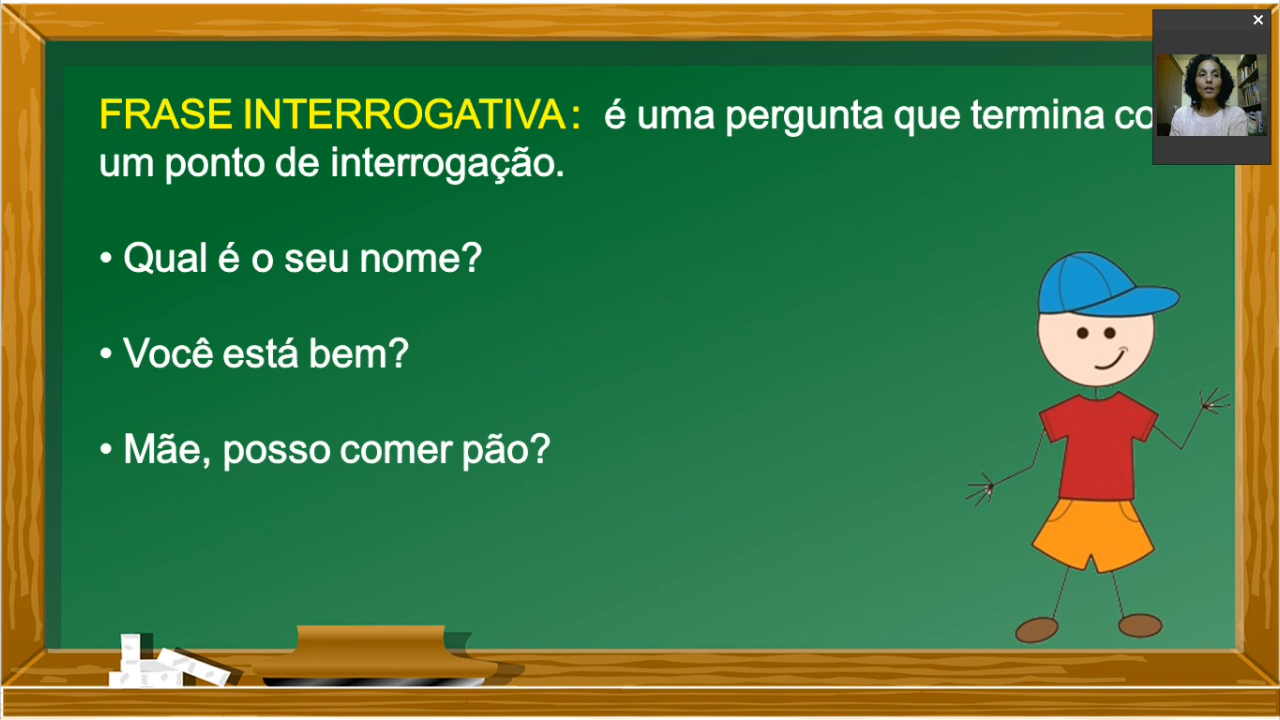 FRASE INTERROGATIVA: é uma pergunta que termina
um ponto de interrogação.
• Qual é o seu nome?
• Você está bem?
• Mãe, posso comer pão?